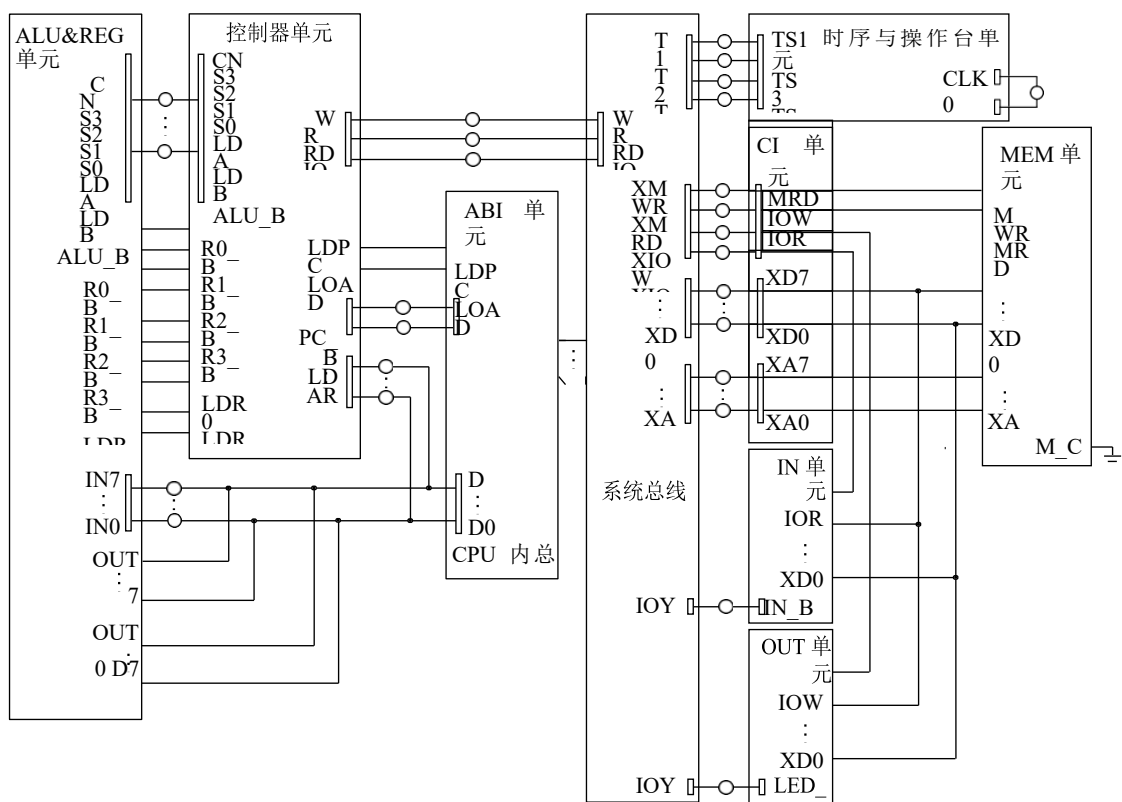 ALU&REG
单元
C
N
S3
S2
S1
S0
LD
A
LD
B
ALU_B
R0_
B
R1_
B
R2_
B
R3_
B
IN7
IN0
OUT
7
OUT
0 D7
控制器单元
CN
S3
S2
S1
S0
LD
A
LD
B
ALU_B
R0_
B
R1_
B
R2_
B
R3_
B
LDR
0
W
R
RD
LDP
C
LOA
D
PC_
B
LD
AR
ABI 单
元
LDP
C
LOA
D
D
D0
CPU 内总
T
1
T
2
W
R
RD
XM
WR
XM
RD
XIO
W
XD
0
XA
系统总线
IOY
IOY
时序与操作台单
元
TS1
TS
3
CLK
0
CI 单
元
MRD
IOW
IOR
XD7
XD0
XA7
XA0
MEM 单
元
M
WR
MR
D
XD
0
XA
M_C
IN 单
元
IOR
XD0
IN_B
OUT 单
元
IOW
XD0
LED_